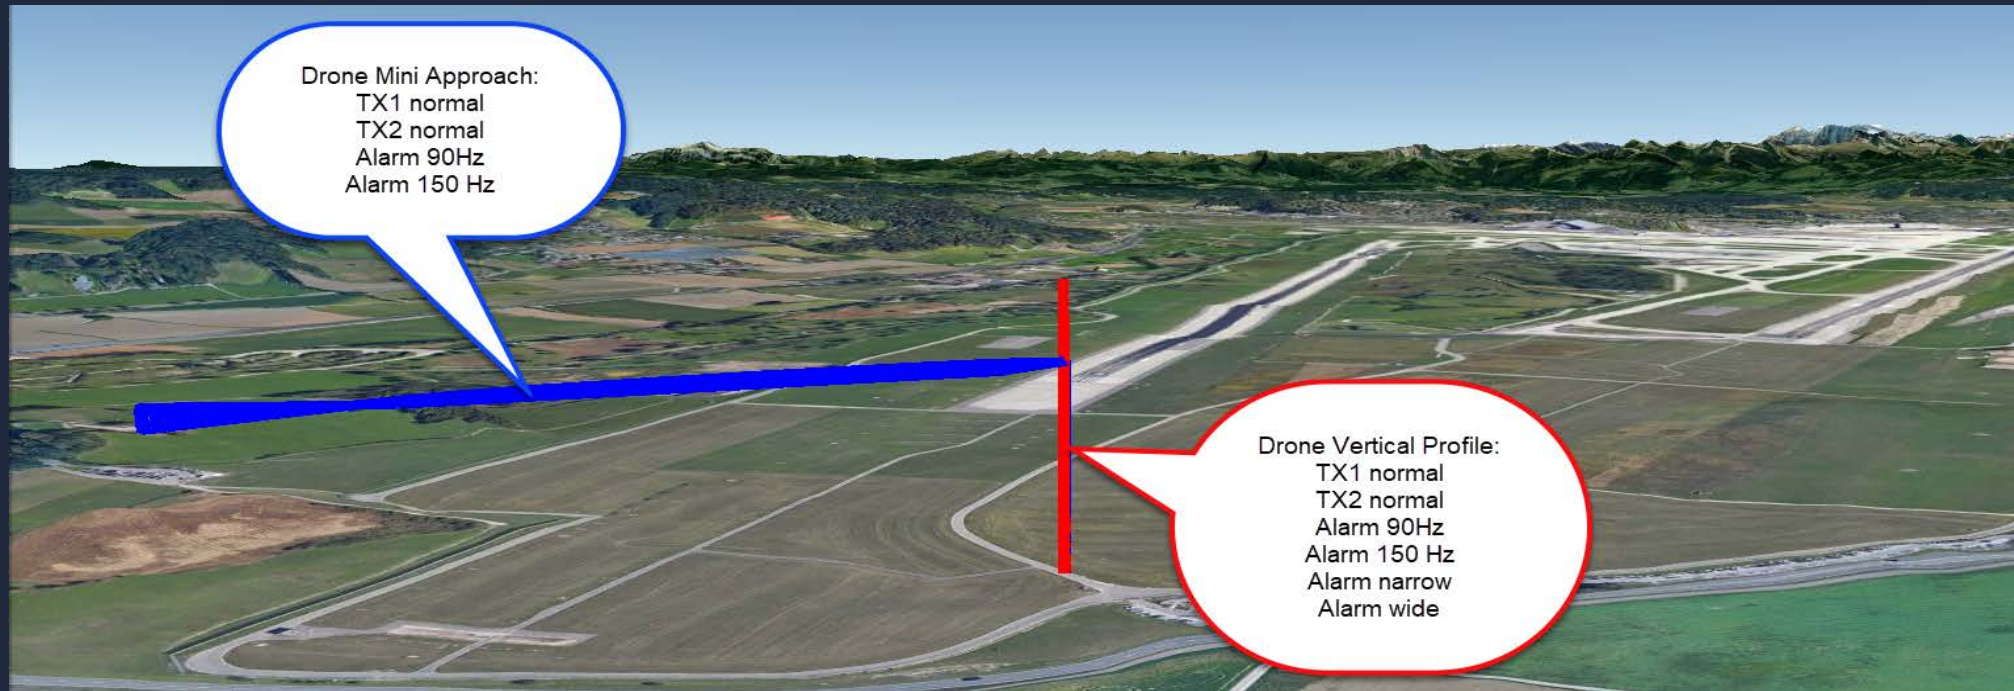 Drone Mini Approach:
TX1 normal
TX2 normal
Alarm 90Hz
Alarm 150 Hz
Drone Vertical Profile:
TX1 normal
TX2 normal
Alarm 90Hz
Alarm 150 Hz
Alarm narrow
Alarm wide